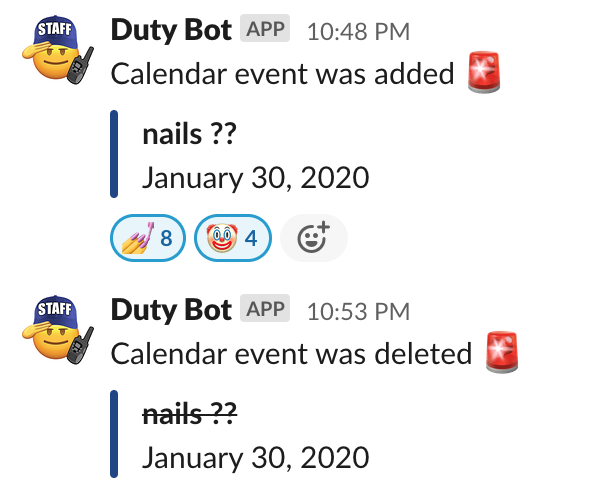 STAFF
Duty Bot APP 10:48 PM
Calendar event was added
nails ??
January 30, 2020
8 4
STAFF
Duty Bot APP 10:53 PM
Calendar event was deleted
nails ??
January 30, 2020